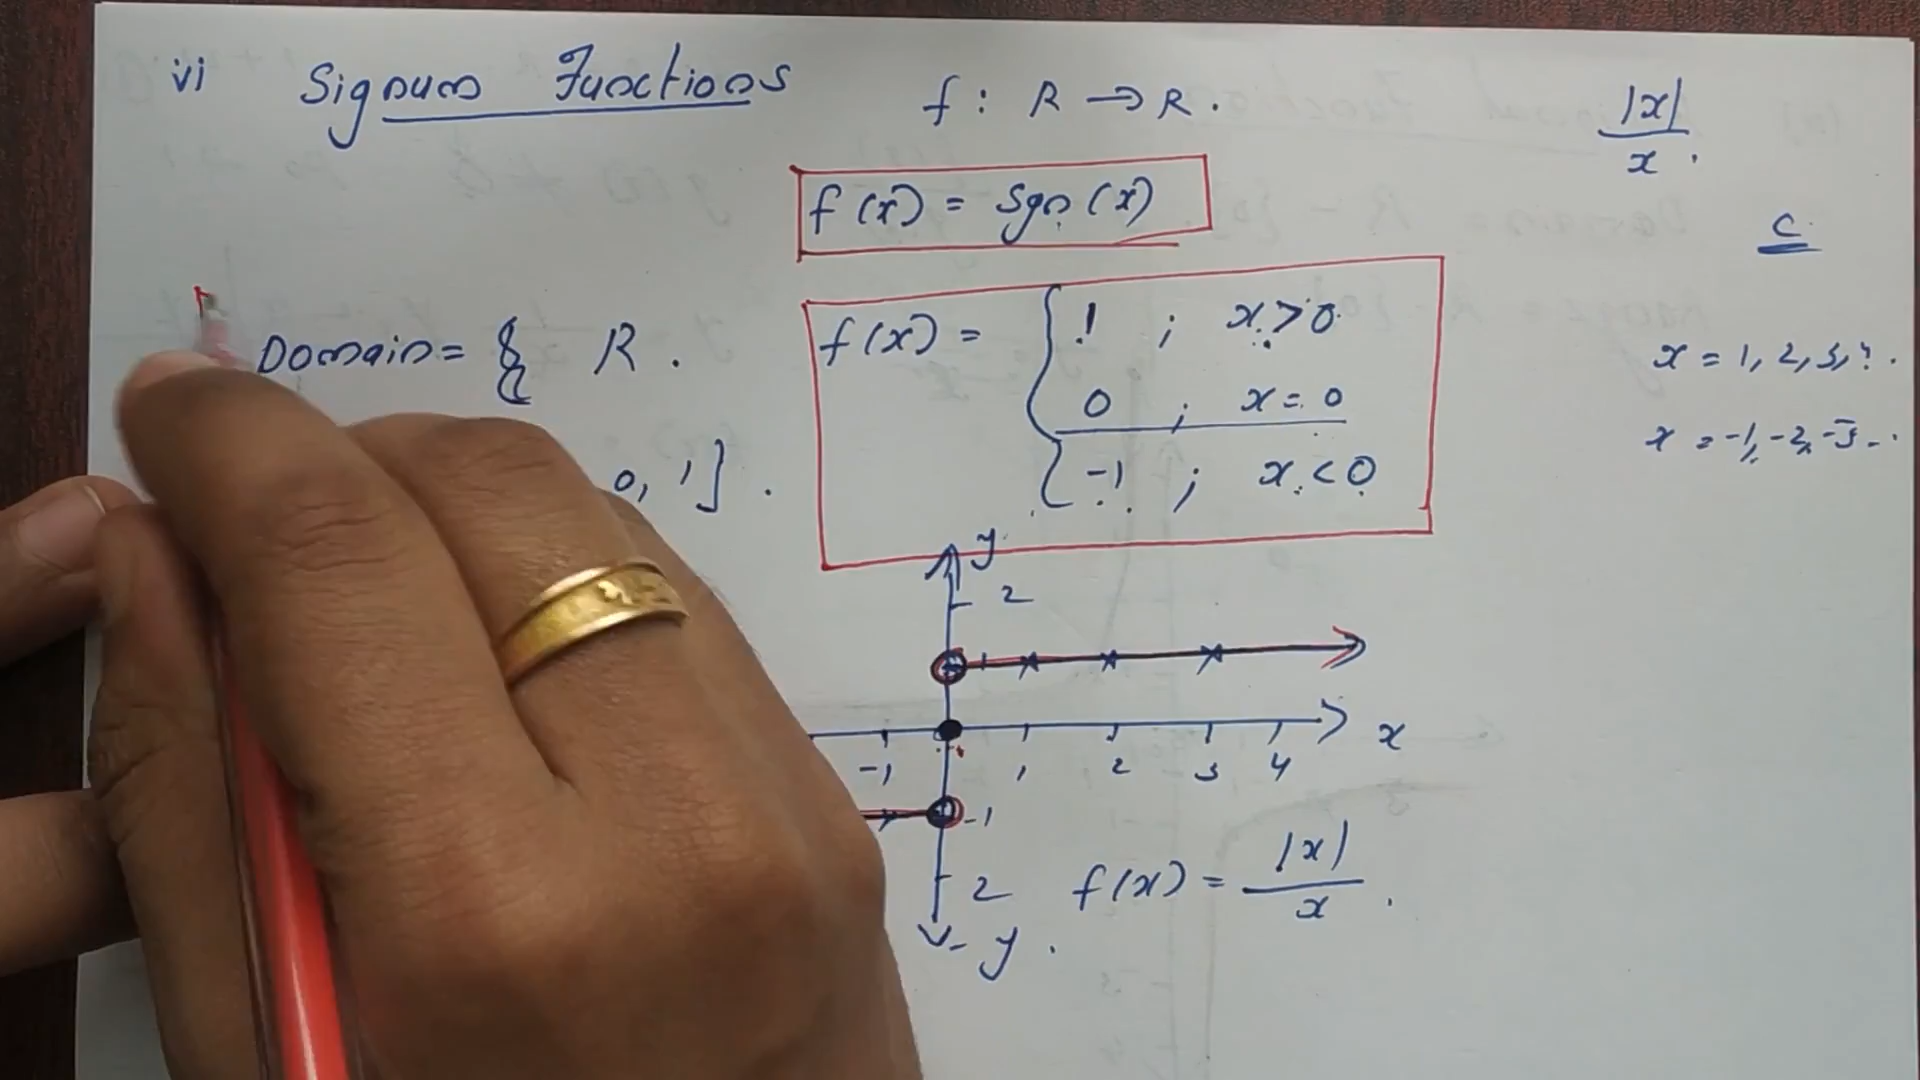 vi Signum Functions f : R → R . |x|/x .
f(x) = Sgn(x)
c
f(x) = { 1 ; x > 0
0 ; x = 0
-1 ; x < 0
Domain = { R .
0, 1} .
x = 1, 2, 3,
x = -1, -2, -3 - .
y
2
1
-1 1 2 3 4 x
-1
2
-y .
f(x) = |x|/x .